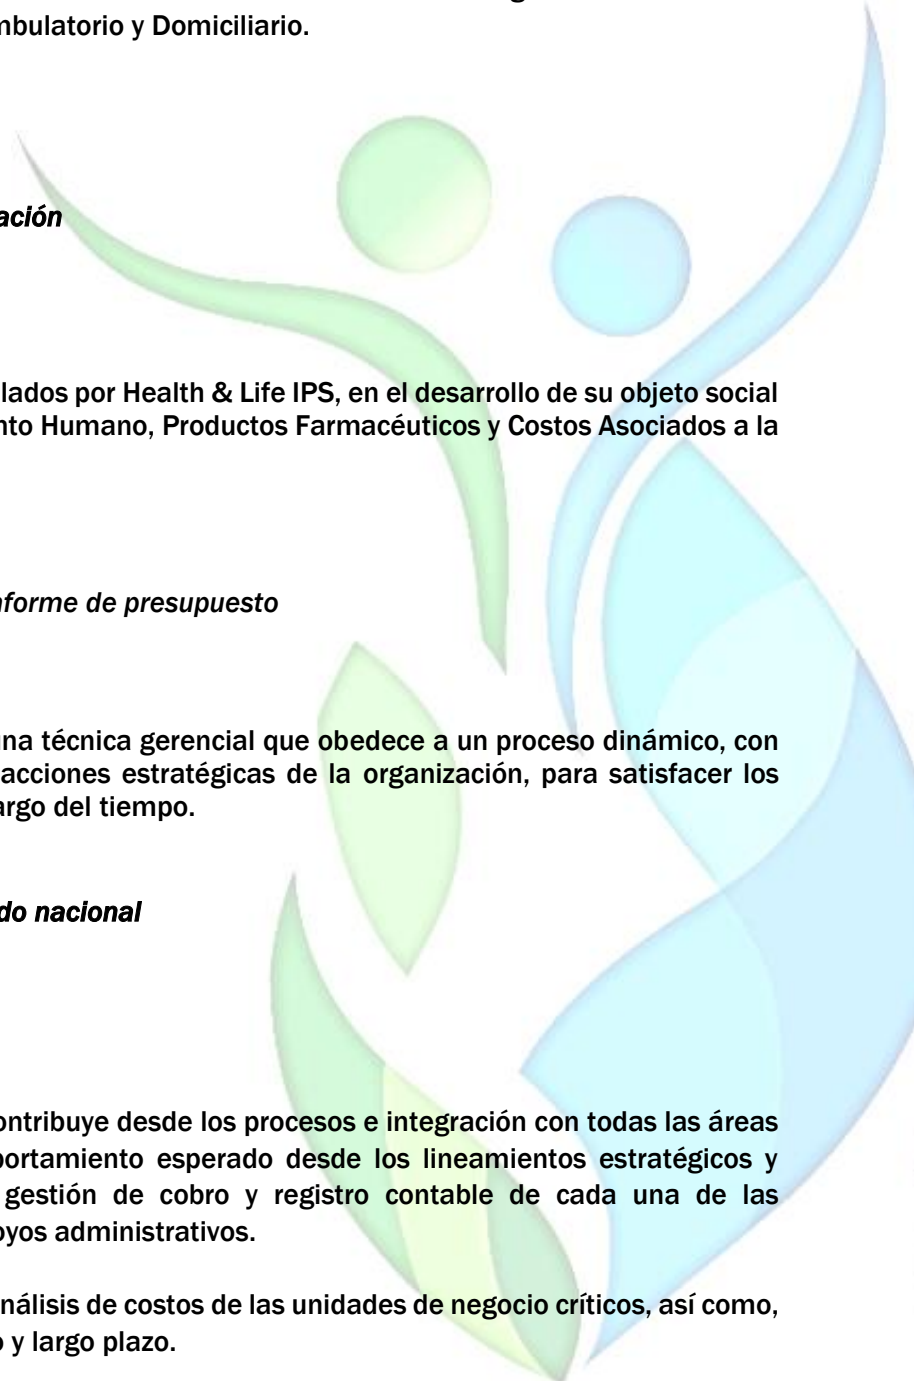 mbulatorio y Domiciliario.
ación
lados por Health & Life IPS, en el desarrollo de su objeto social
nto Humano, Productos Farmacéuticos y Costos Asociados a la
nforme de presupuesto
una técnica gerencial que obedece a un proceso dinámico, con
acciones estratégicas de la organización, para satisfacer los
argo del tiempo.
do nacional
ontribuye desde los procesos e integración con todas las áreas
portamiento esperado desde los lineamientos estratégicos y
gestión de cobro y registro contable de cada una de las
oyos administrativos.
nálisis de costos de las unidades de negocio críticos, así como,
o y largo plazo.